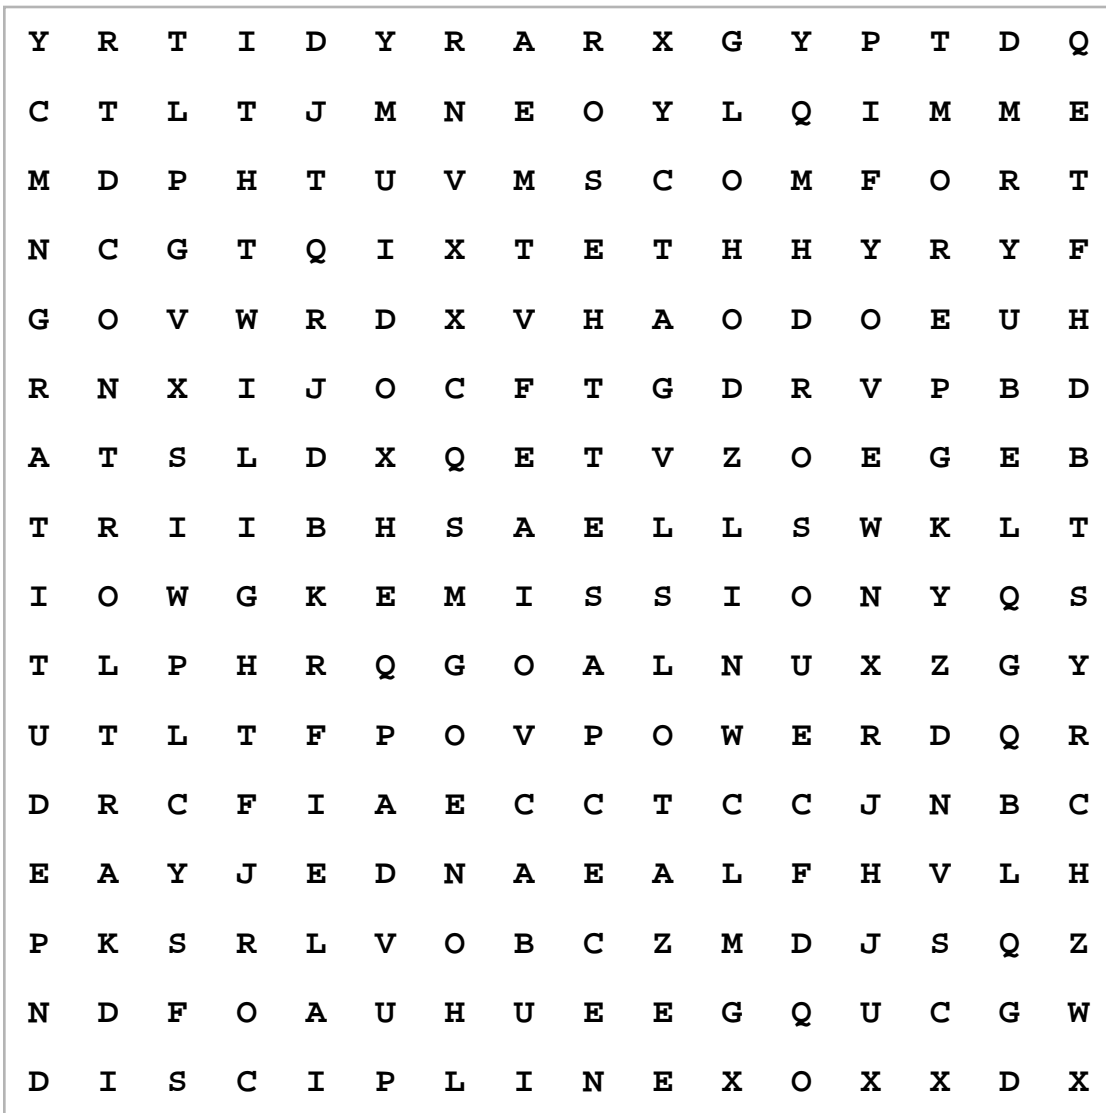 Y R T I D Y R A R X G Y P T D Q
C T L T J M N E O Y L Q I M M E
M D P H T U V M S C O M F O R T
N C G T Q I X T E T H H Y R Y F
G O V W R D X V H A O D O E U H
R N X I J O C F T G D R V P B D
A T S L D X Q E T V Z O E G E B
T R I I B H S A E L L S W K L T
I O W G K E M I S S I O N Y Q S
T L P H R Q G O A L N U X Z G Y
U T L T F P O V P O W E R D Q R
D R C F I A E C C T C C J N B C
E A Y J E D N A E A L F H V L H
P K S R L V O B C Z M D J S Q Z
N D F O A U H U E E G Q U C G W
D I S C I P L I N E X O X X D X